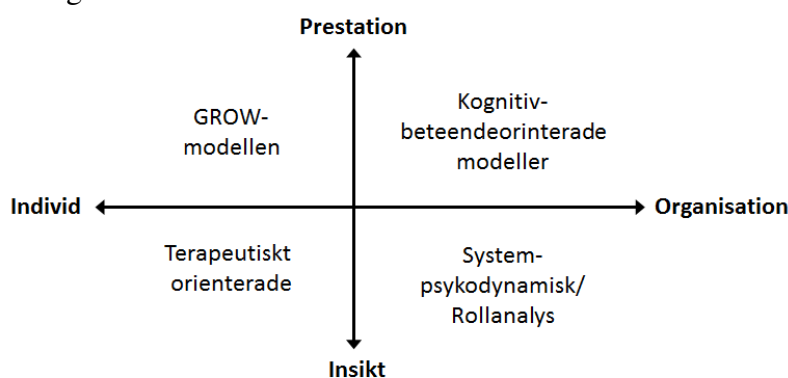 Prestation
GROW-
modellen
Kognitiv-
beteendeorinterade
modeller
Individ
Organisation
Terapeutiskt
orienterade
System-
psykodynamisk/
Rollanalys
Insikt